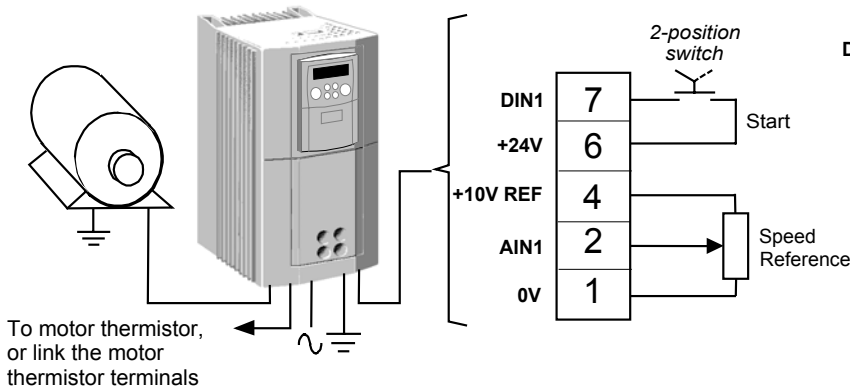 2-position
switch
D
DIN1
7
+24V
6
Start
+10V REF
4
AIN1
2
Speed
Reference
0V
1
To motor thermistor,
or link the motor
thermistor terminals